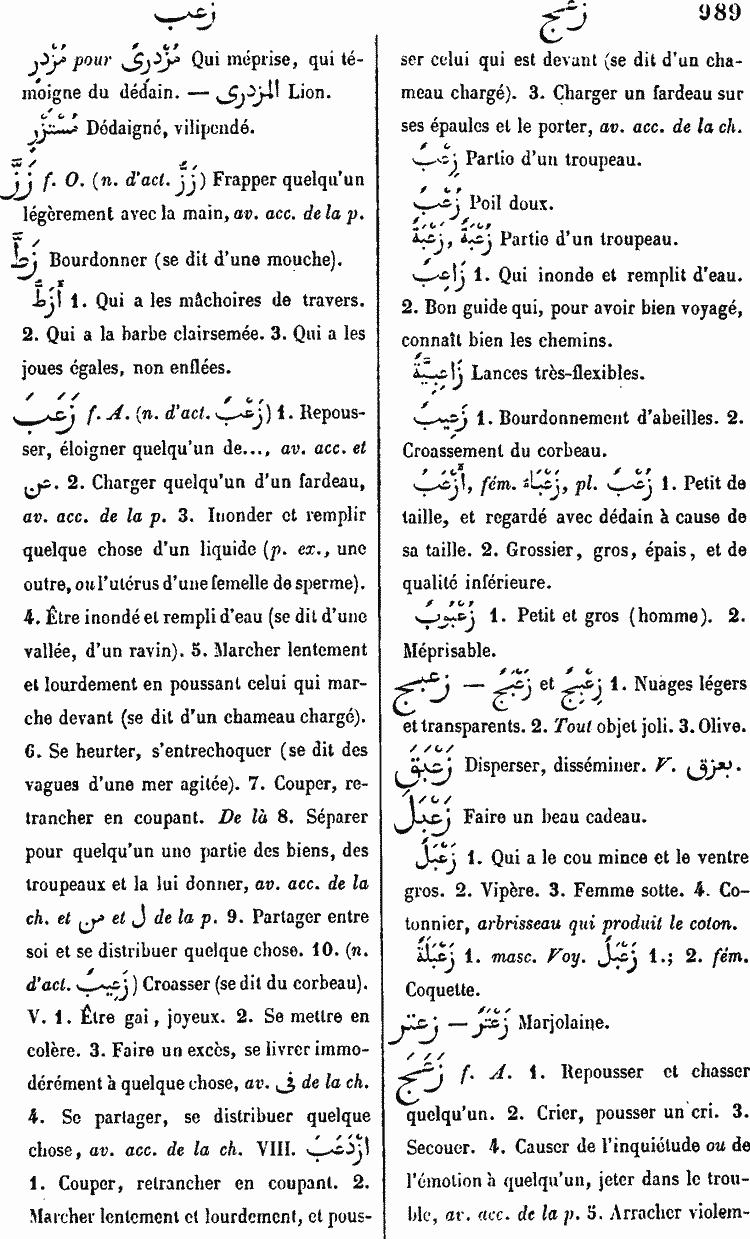 زعب
زعج 989
مُزْدَرٍ pour مُزْدَرِىٌ Qui méprise, qui té-
moigne du dédain. — المزدرى Lion.
مُسْتَزْرٍ Dédaigné, vilipendé.
زَزَّ f. O. (n. d'act. زَزٌّ) Frapper quelqu'un
légèrement avec la main, av. acc. de la p.
زَطَّ Bourdonner (se dit d'une mouche).
أَزَطُّ 1. Qui a les mâchoires de travers.
2. Qui a la barbe clairsemée. 3. Qui a les
joues égales, non enflées.
زَعَبَ f. A. (n. d'act. زَعْبٌ) 1. Repous-
ser, éloigner quelqu'un de..., av. acc. et
عن. 2. Charger quelqu'un d'un fardeau,
av. acc. de la p. 3. Inonder et remplir
quelque chose d'un liquide (p. ex., une
outre, ou l'utérus d'une femelle de sperme).
4. Être inondé et rempli d'eau (se dit d'une
vallée, d'un ravin). 5. Marcher lentement
et lourdement en poussant celui qui mar-
che devant (se dit d'un chameau chargé).
6. Se heurter, s'entrechoquer (se dit des
vagues d'une mer agitée). 7. Couper, re-
trancher en coupant. De là 8. Séparer
pour quelqu'un une partie des biens, des
troupeaux et la lui donner, av. acc. de la
ch. et من et ل de la p. 9. Partager entre
soi et se distribuer quelque chose. 10. (n.
d'act. زَعِيبٌ) Croasser (se dit du corbeau).
V. 1. Être gai, joyeux. 2. Se mettre en
colère. 3. Faire un excès, se livrer immo-
dérément à quelque chose, av. فى de la ch.
4. Se partager, se distribuer quelque
chose, av. acc. de la ch. VIII. اِزْدَعَبَ
1. Couper, retrancher en coupant. 2.
Marcher lentement et lourdement, et pous-
ser celui qui est devant (se dit d'un cha-
meau chargé). 3. Charger un fardeau sur
ses épaules et le porter, av. acc. de la ch.
زِعْبٌ Partie d'un troupeau.
زُعْبٌ Poil doux.
زُعْبَةٌ, زَعْبَةٌ Partie d'un troupeau.
زَاعِبٌ 1. Qui inonde et remplit d'eau.
2. Bon guide qui, pour avoir bien voyagé,
connaît bien les chemins.
زَاعِبِيَّةٌ Lances très-flexibles.
زَعِيبٌ 1. Bourdonnement d'abeilles. 2.
Croassement du corbeau.
أَزْعَبُ, fém. زَعْبَاءُ, pl. زُعْبٌ 1. Petit de
taille, et regardé avec dédain à cause de
sa taille. 2. Grossier, gros, épais, et de
qualité inférieure.
زُعْبُوبٌ 1. Petit et gros (homme). 2.
Méprisable.
زعبج — زَعْبَجٌ et زِعْبِجٌ 1. Nuages légers
et transparents. 2. Tout objet joli. 3. Olive.
زَعْبَقَ Disperser, disséminer. V. بعزق.
زَعْبَلَ Faire un beau cadeau.
زَعْبَلٌ 1. Qui a le cou mince et le ventre
gros. 2. Vipère. 3. Femme sotte. 4. Co-
tonnier, arbrisseau qui produit le coton.
زَعْبَلَةٌ 1. masc. Voy. زَعْبَلٌ 1.; 2. fém.
Coquette.
زعتر — زَعْتَرٌ Marjolaine.
زَعَجَ f. A. 1. Repousser et chasser
quelqu'un. 2. Crier, pousser un cri. 3.
Secouer. 4. Causer de l'inquiétude ou de
l'émotion à quelqu'un, jeter dans le trou-
ble, av. acc. de la p. 5. Arracher violem-